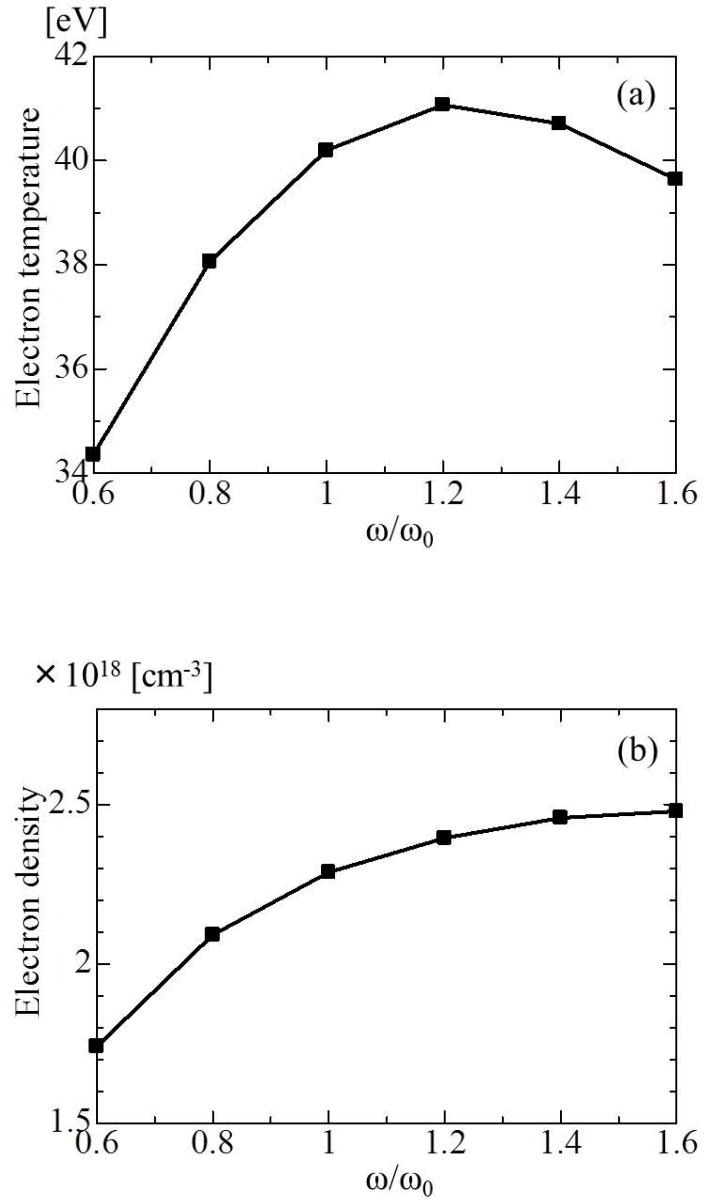 [eV]
42
(a)
40
38
36
34
Electron temperature
0.6 0.8 1 1.2 1.4 1.6
ω/ω₀
× 10¹⁸ [cm⁻³]
(b)
2.5
2
1.5
Electron density
0.6 0.8 1 1.2 1.4 1.6
ω/ω₀